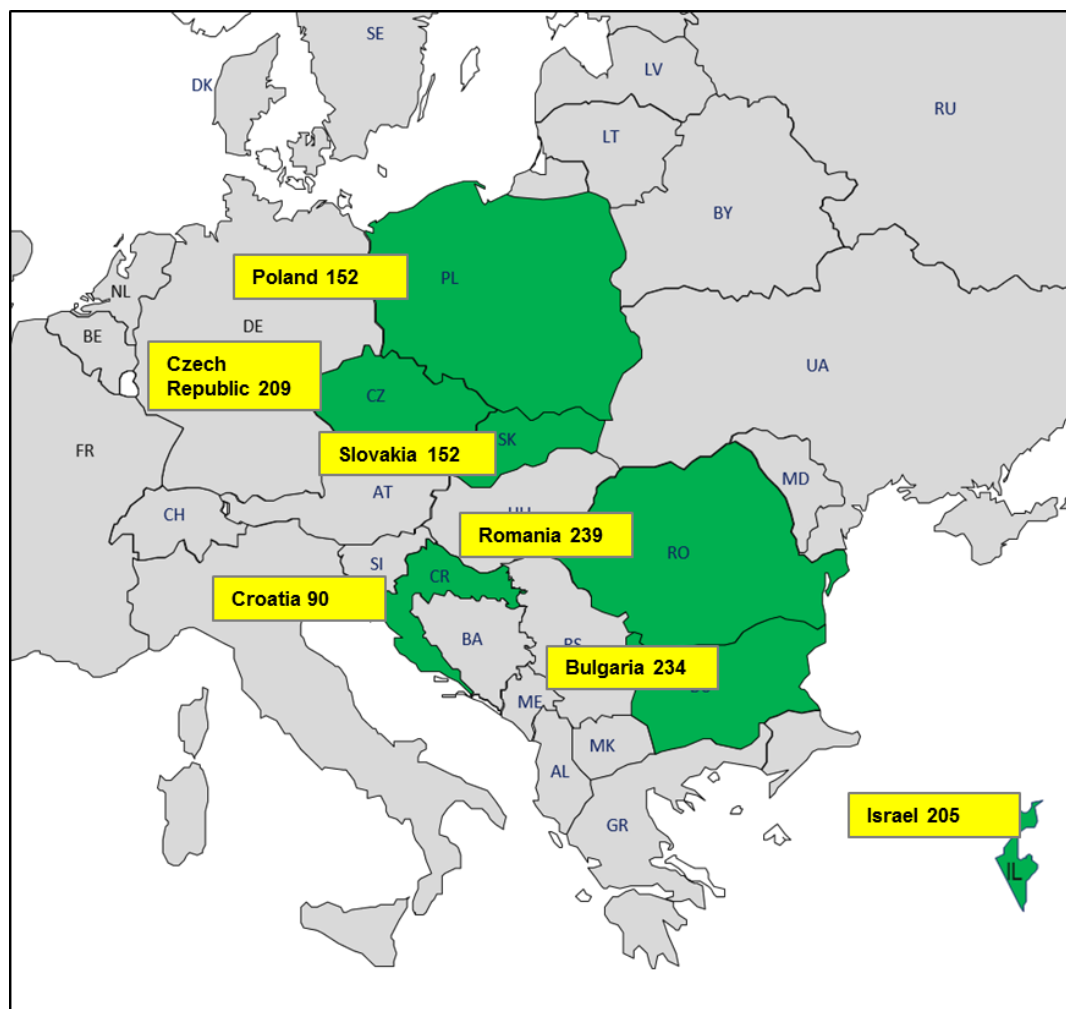 SE
DK
LV
RU
LT
BY
Poland 152
PL
NL
DE
BE
Czech
Republic 209
CZ
UA
FR
Slovakia 152
SK
MD
AT
CH
Romania 239
RO
SI
CR
Croatia 90
BA
Bulgaria 234
ME
MK
AL
GR
Israel 205
IL